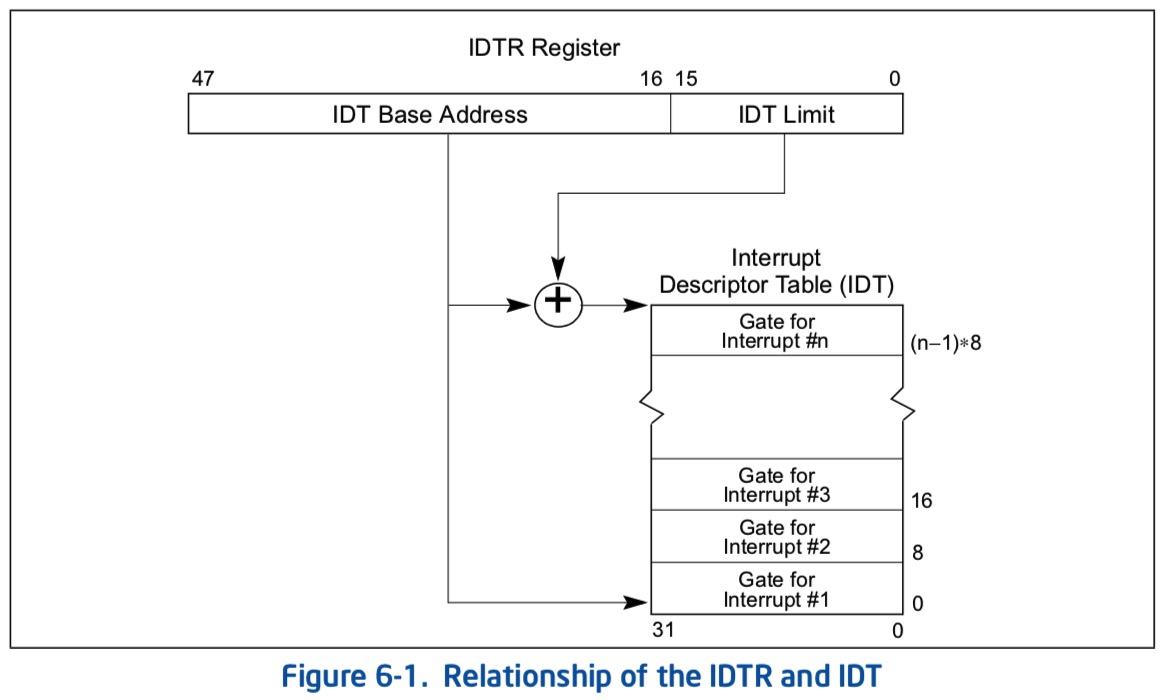 IDTR Register
47 16 15 0
IDT Base Address IDT Limit
+
Interrupt
Descriptor Table (IDT)
Gate for
Interrupt #n
(n–1)∗8
Gate for
Interrupt #3
16
Gate for
Interrupt #2
8
Gate for
Interrupt #1
0
31 0
Figure 6-1. Relationship of the IDTR and IDT